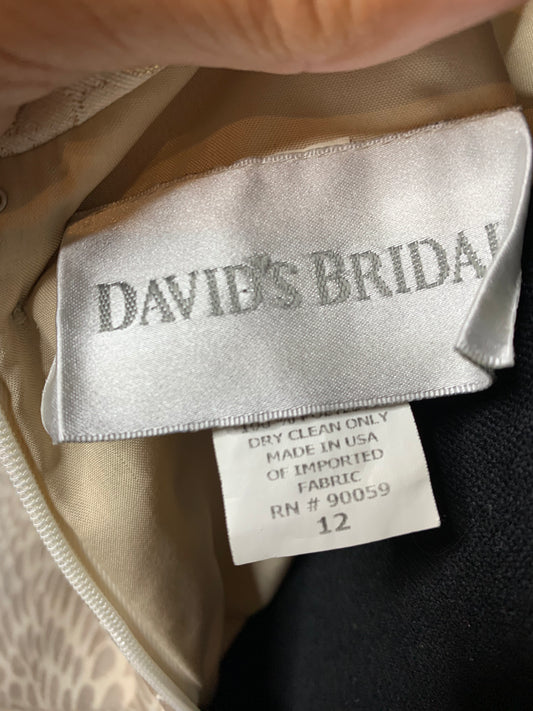 DAVID'S BRIDAL
DRY CLEAN ONLY
MADE IN USA
OF IMPORTED
FABRIC
RN # 90059
12